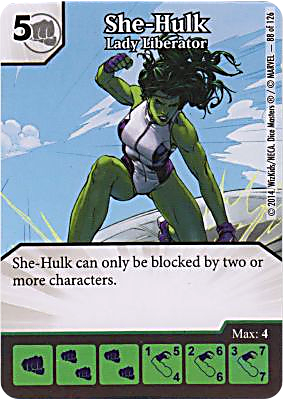 5
She-Hulk
Lady Liberator
© 2014 WizKids/NECA. Dice Masters ® / © MARVEL — 88 of 126
She-Hulk can only be blocked by two or
more characters.
Max: 4
1 5 4 2 6 6 3 7 7